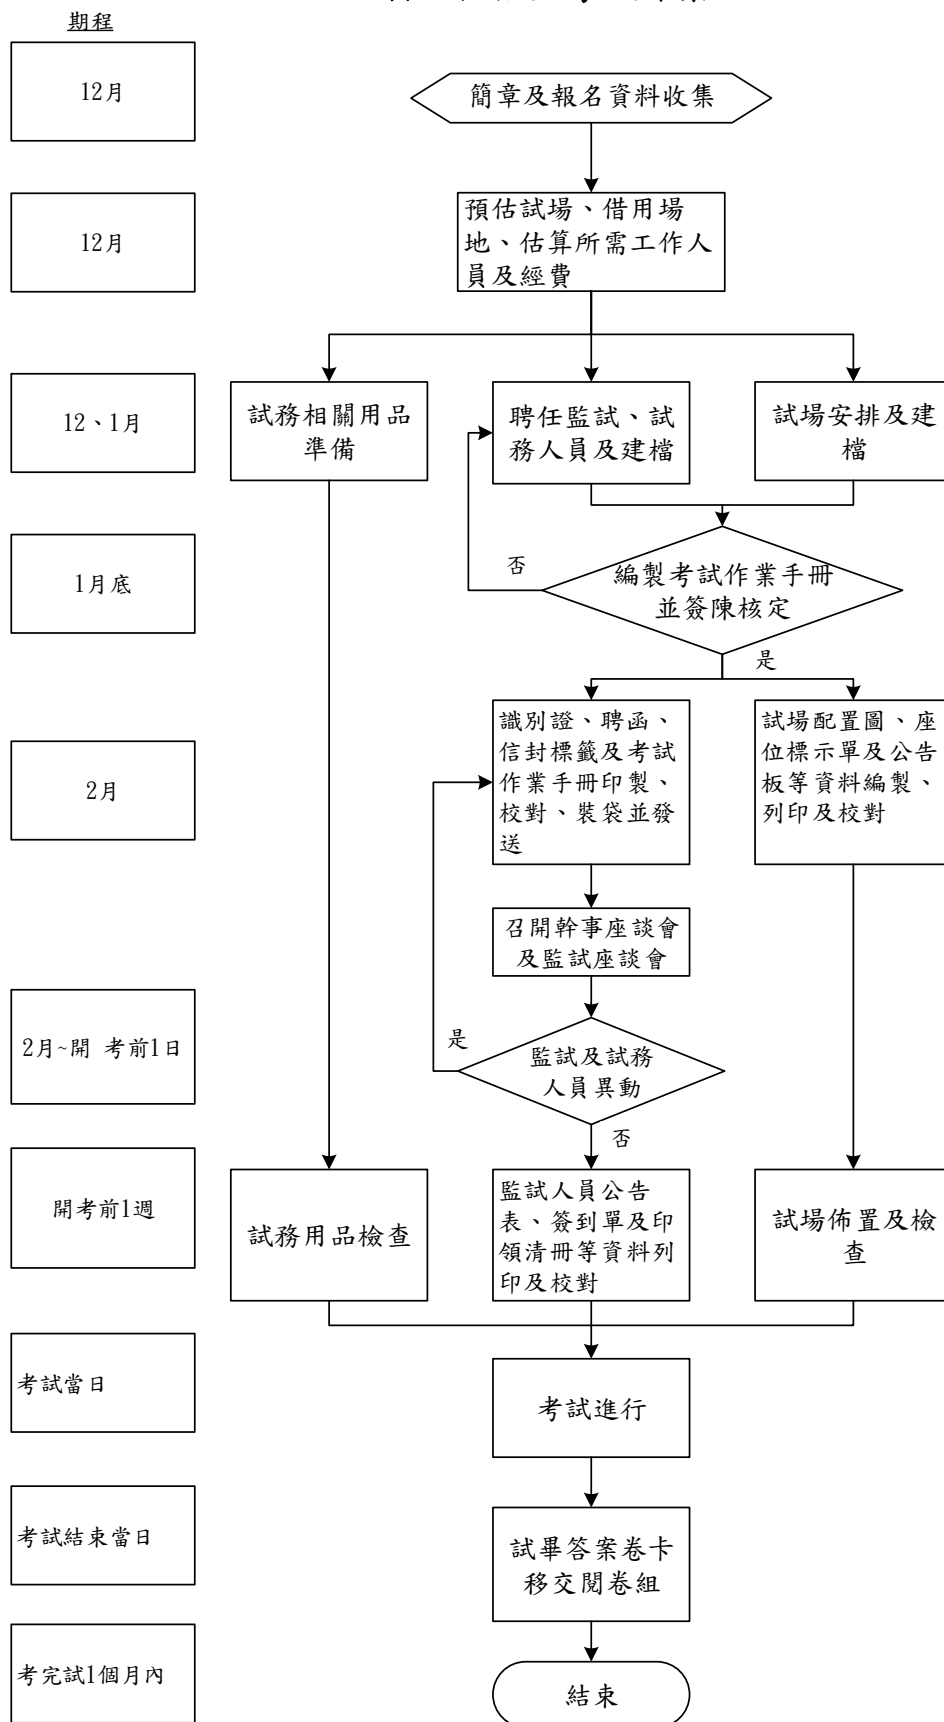 期程
12月
簡章及報名資料收集
12月
預估試場、借用場
地、估算所需工作人
員及經費
12、1月
試務相關用品
準備
聘任監試、試
務人員及建檔
試場安排及建
檔
1月底
否
編製考試作業手冊
並簽陳核定
是
2月
識別證、聘函、
信封標籤及考試
作業手冊印製、
校對、裝袋並發
送
試場配置圖、座
位標示單及公告
板等資料編製、
列印及校對
召開幹事座談會
及監試座談會
2月~開 考前1日
是
監試及試務
人員異動
否
開考前1週
試務用品檢查
監試人員公告
表、簽到單及印
領清冊等資料列
印及校對
試場佈置及檢
查
考試當日
考試進行
考試結束當日
試畢答案卷卡
移交閱卷組
考完試1個月內
結束